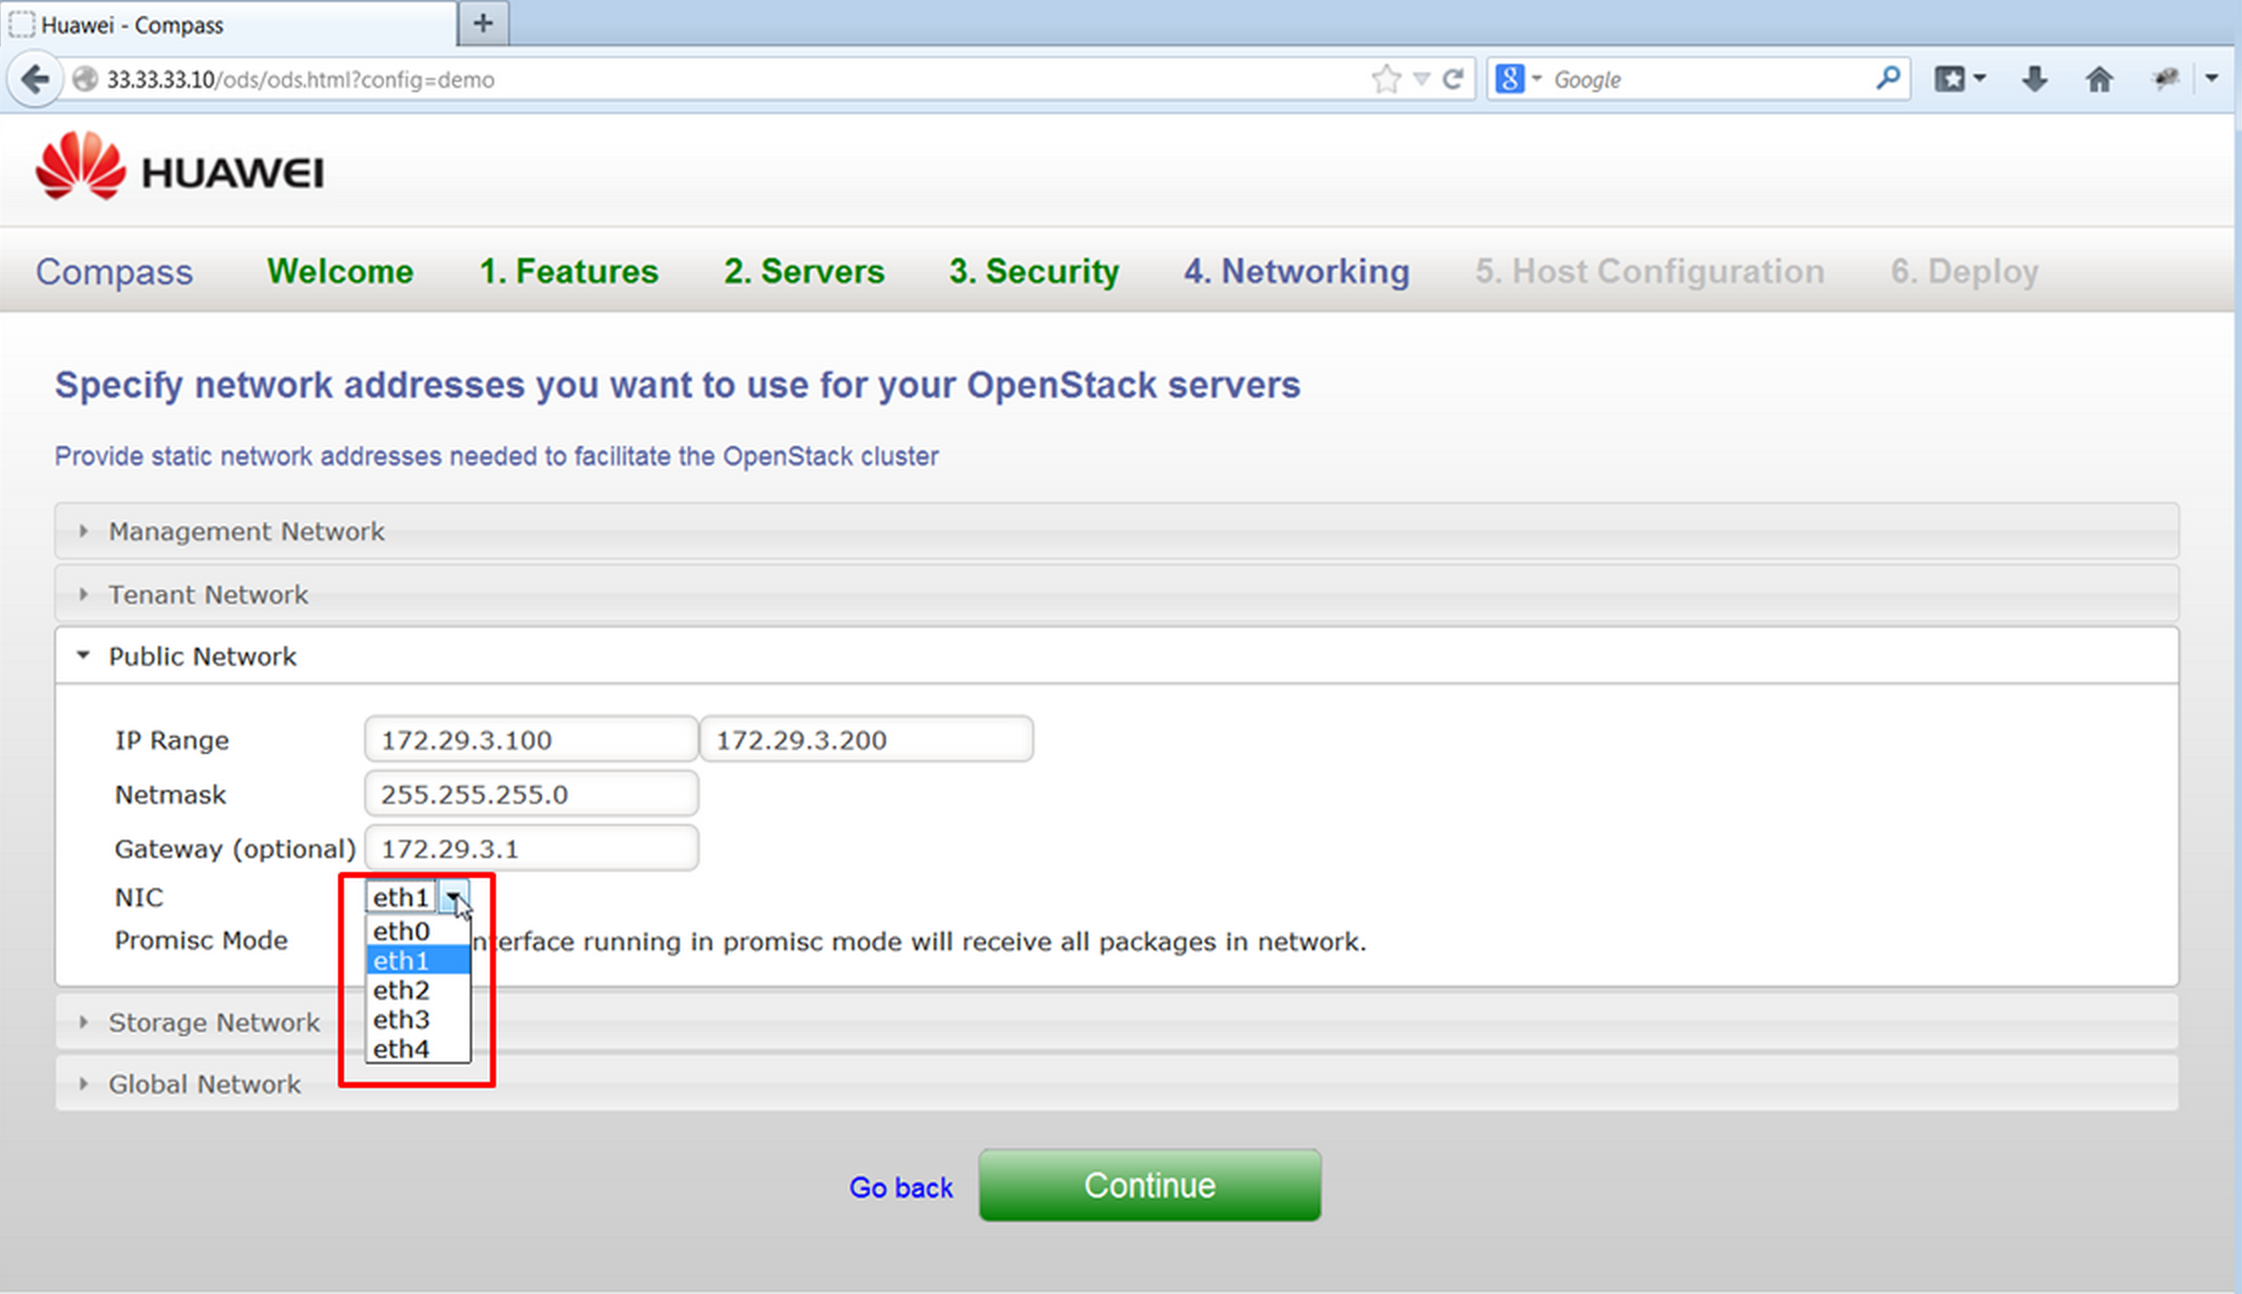 Huawei - Compass
33.33.33.10/ods/ods.html?config=demo
8 Google
HUAWEI
Compass Welcome 1. Features 2. Servers 3. Security 4. Networking 5. Host Configuration 6. Deploy
Specify network addresses you want to use for your OpenStack servers
Provide static network addresses needed to facilitate the OpenStack cluster
Management Network
Tenant Network
Public Network
IP Range 172.29.3.100 172.29.3.200
Netmask 255.255.255.0
Gateway (optional) 172.29.3.1
NIC eth1
eth0
Promisc Mode nterface running in promisc mode will receive all packages in network.
eth1
eth2
eth3
eth4
Storage Network
Global Network
Go back Continue